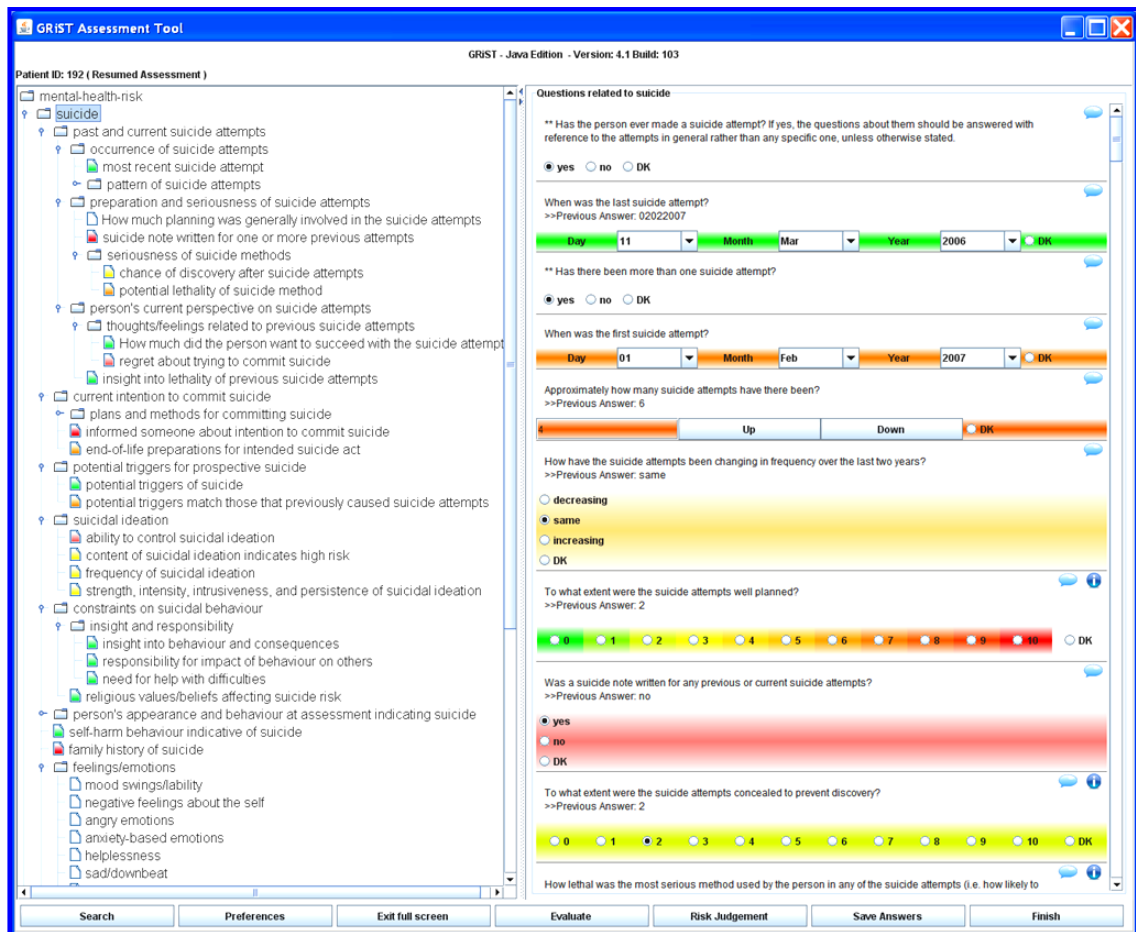 GRiST Assessment Tool
GRiST - Java Edition - Version: 4.1 Build: 103
Patient ID: 192 ( Resumed Assessment )
mental-health-risk
suicide
past and current suicide attempts
occurrence of suicide attempts
most recent suicide attempt
pattern of suicide attempts
preparation and seriousness of suicide attempts
How much planning was generally involved in the suicide attempts
suicide note written for one or more previous attempts
seriousness of suicide methods
chance of discovery after suicide attempts
potential lethality of suicide method
person's current perspective on suicide attempts
thoughts/feelings related to previous suicide attempts
How much did the person want to succeed with the suicide attempt
regret about trying to commit suicide
insight into lethality of previous suicide attempts
current intention to commit suicide
plans and methods for committing suicide
informed someone about intention to commit suicide
end-of-life preparations for intended suicide act
potential triggers for prospective suicide
potential triggers of suicide
potential triggers match those that previously caused suicide attempts
suicidal ideation
ability to control suicidal ideation
content of suicidal ideation indicates high risk
frequency of suicidal ideation
strength, intensity, intrusiveness, and persistence of suicidal ideation
constraints on suicidal behaviour
insight and responsibility
insight into behaviour and consequences
responsibility for impact of behaviour on others
need for help with difficulties
religious values/beliefs affecting suicide risk
person's appearance and behaviour at assessment indicating suicide
self-harm behaviour indicative of suicide
family history of suicide
feelings/emotions
mood swings/lability
negative feelings about the self
angry emotions
anxiety-based emotions
helplessness
sad/downbeat
Questions related to suicide
** Has the person ever made a suicide attempt? If yes, the questions about them should be answered with
reference to the attempts in general rather than any specific one, unless otherwise stated.
yes no DK
When was the last suicide attempt?
>>Previous Answer: 02022007
Day 11 Month Mar Year 2006 DK
** Has there been more than one suicide attempt?
yes no DK
When was the first suicide attempt?
Day 01 Month Feb Year 2007 DK
Approximately how many suicide attempts have there been?
>>Previous Answer: 6
4 Up Down DK
How have the suicide attempts been changing in frequency over the last two years?
>>Previous Answer: same
decreasing
same
increasing
DK
To what extent were the suicide attempts well planned?
>>Previous Answer: 2
0 1 2 3 4 5 6 7 8 9 10 DK
Was a suicide note written for any previous or current suicide attempts?
>>Previous Answer: no
yes
no
DK
To what extent were the suicide attempts concealed to prevent discovery?
>>Previous Answer: 2
0 1 2 3 4 5 6 7 8 9 10 DK
How lethal was the most serious method used by the person in any of the suicide attempts (i.e. how likely to
Search Preferences Exit full screen Evaluate Risk Judgement Save Answers Finish